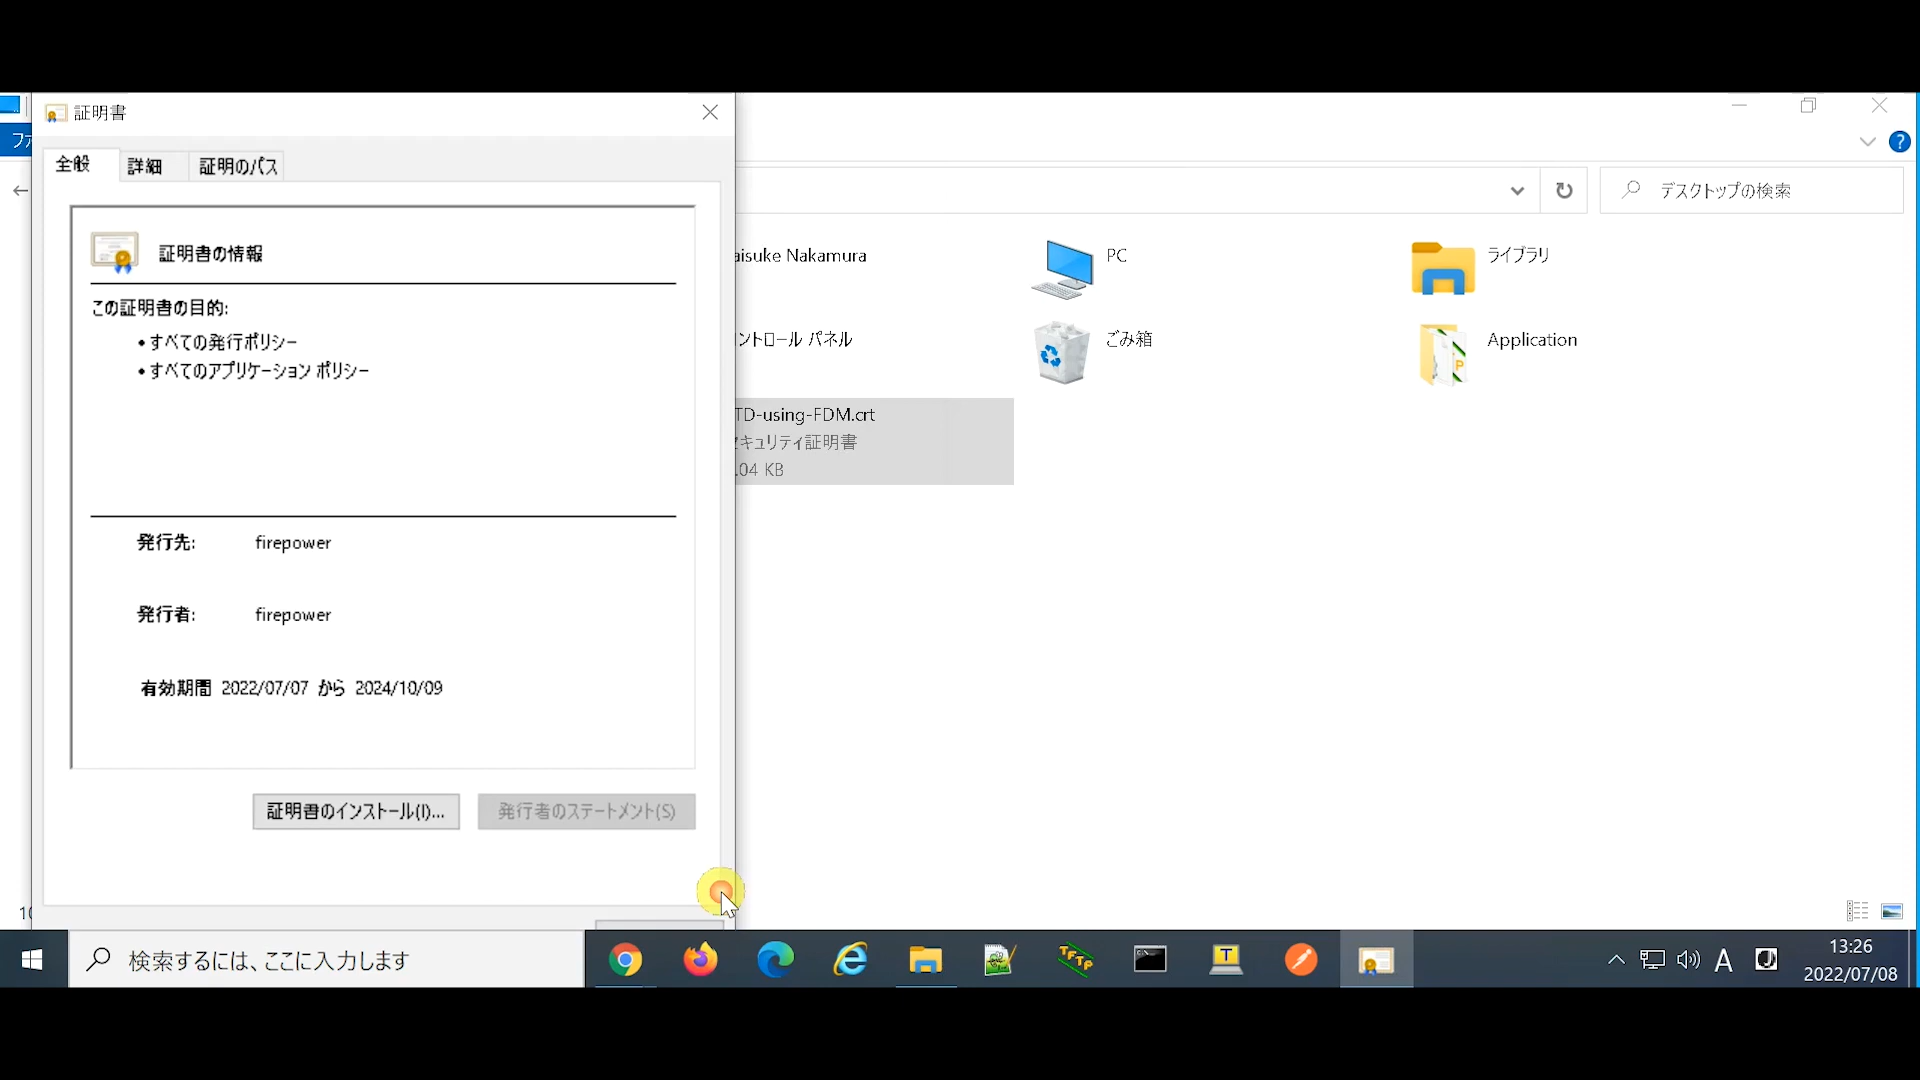 証明書
ファ
全般
詳細
証明のパス
証明書の情報
この証明書の目的:
• すべての発行ポリシー
• すべてのアプリケーション ポリシー
発行先: firepower
発行者: firepower
有効期間 2022/07/07 から 2024/10/09
証明書のインストール(I)...
発行者のステートメント(S)
デスクトップの検索
aisuke Nakamura
PC
ライブラリ
ントロール パネル
ごみ箱
Application
TD-using-FDM.crt
キュリティ証明書
.04 KB
10
検索するには、ここに入力します
TFTP
T
A
13:26
2022/07/08